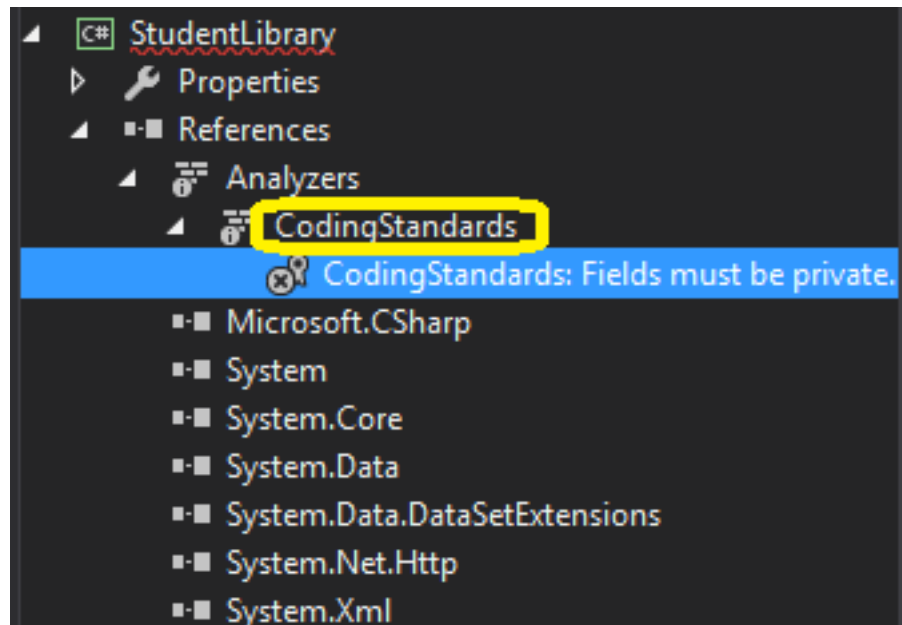 C# StudentLibrary
Properties
References
Analyzers
CodingStandards
CodingStandards: Fields must be private.
Microsoft.CSharp
System
System.Core
System.Data
System.Data.DataSetExtensions
System.Net.Http
System.Xml